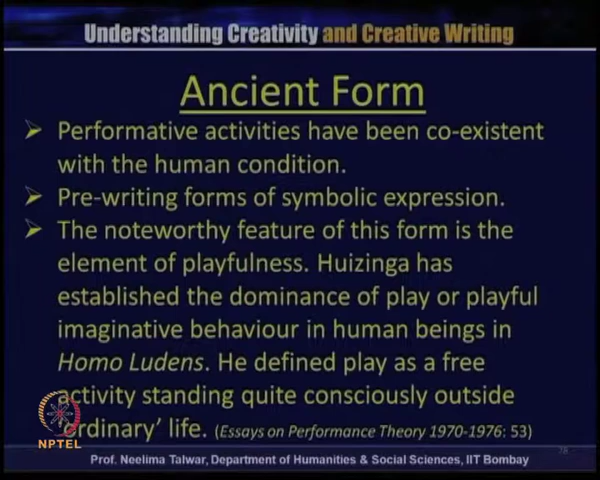 Understanding Creativity and Creative Writing
Ancient Form
➢ Performative activities have been co-existent
with the human condition.
➢ Pre-writing forms of symbolic expression.
➢ The noteworthy feature of this form is the
element of playfulness. Huizinga has
established the dominance of play or playful
imaginative behaviour in human beings in
Homo Ludens. He defined play as a free
activity standing quite consciously outside
‘ordinary’ life. (Essays on Performance Theory 1970-1976: 53)
NPTEL
Prof. Neelima Talwar, Department of Humanities & Social Sciences, IIT Bombay